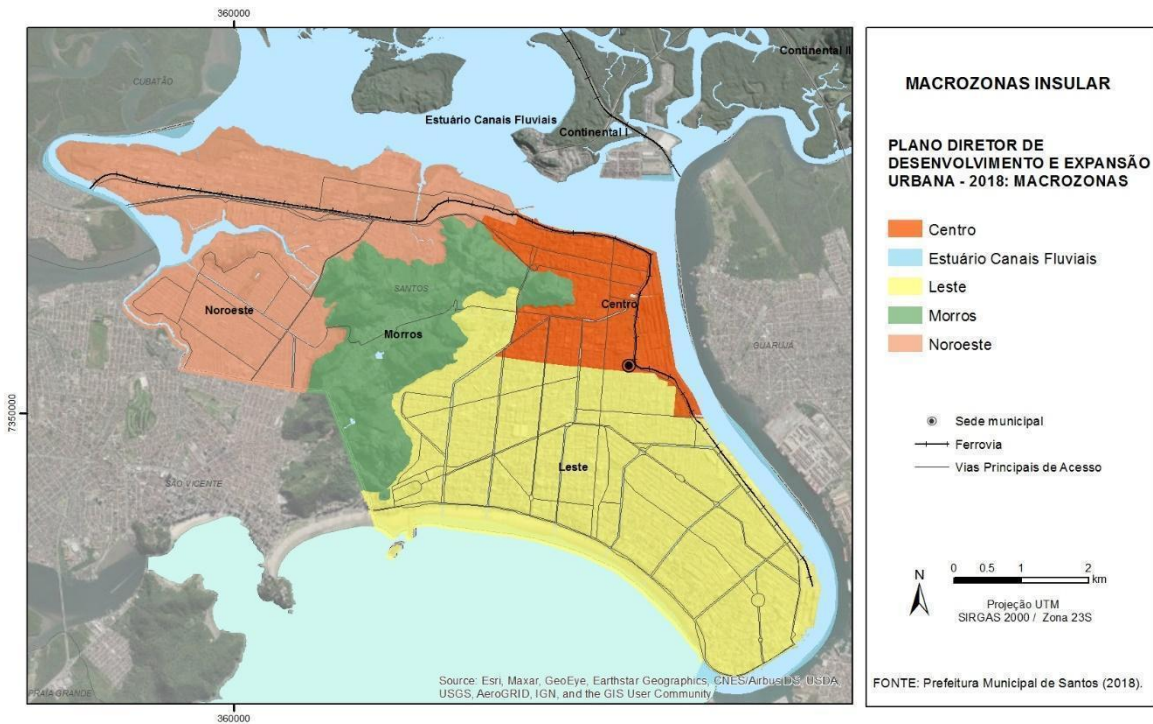 360000
CUBATÃO
Continental II
Estuário Canais Fluviais
Continental I
SANTOS
Noroeste
Centro
Morros
GUARUJÁ
7350000
Leste
SÃO VICENTE
PRAIA GRANDE
Source: Esri, Maxar, GeoEye, Earthstar Geographics, CNES/Airbus DS, USDA,
USGS, AeroGRID, IGN, and the GIS User Community
360000
MACROZONAS INSULAR
PLANO DIRETOR DE
DESENVOLVIMENTO E EXPANSÃO
URBANA - 2018: MACROZONAS
Centro
Estuário Canais Fluviais
Leste
Morros
Noroeste
Sede municipal
Ferrovia
Vias Principais de Acesso
N
0 0.5 1 2
km
Projeção UTM
SIRGAS 2000 / Zona 23S
FONTE: Prefeitura Municipal de Santos (2018).